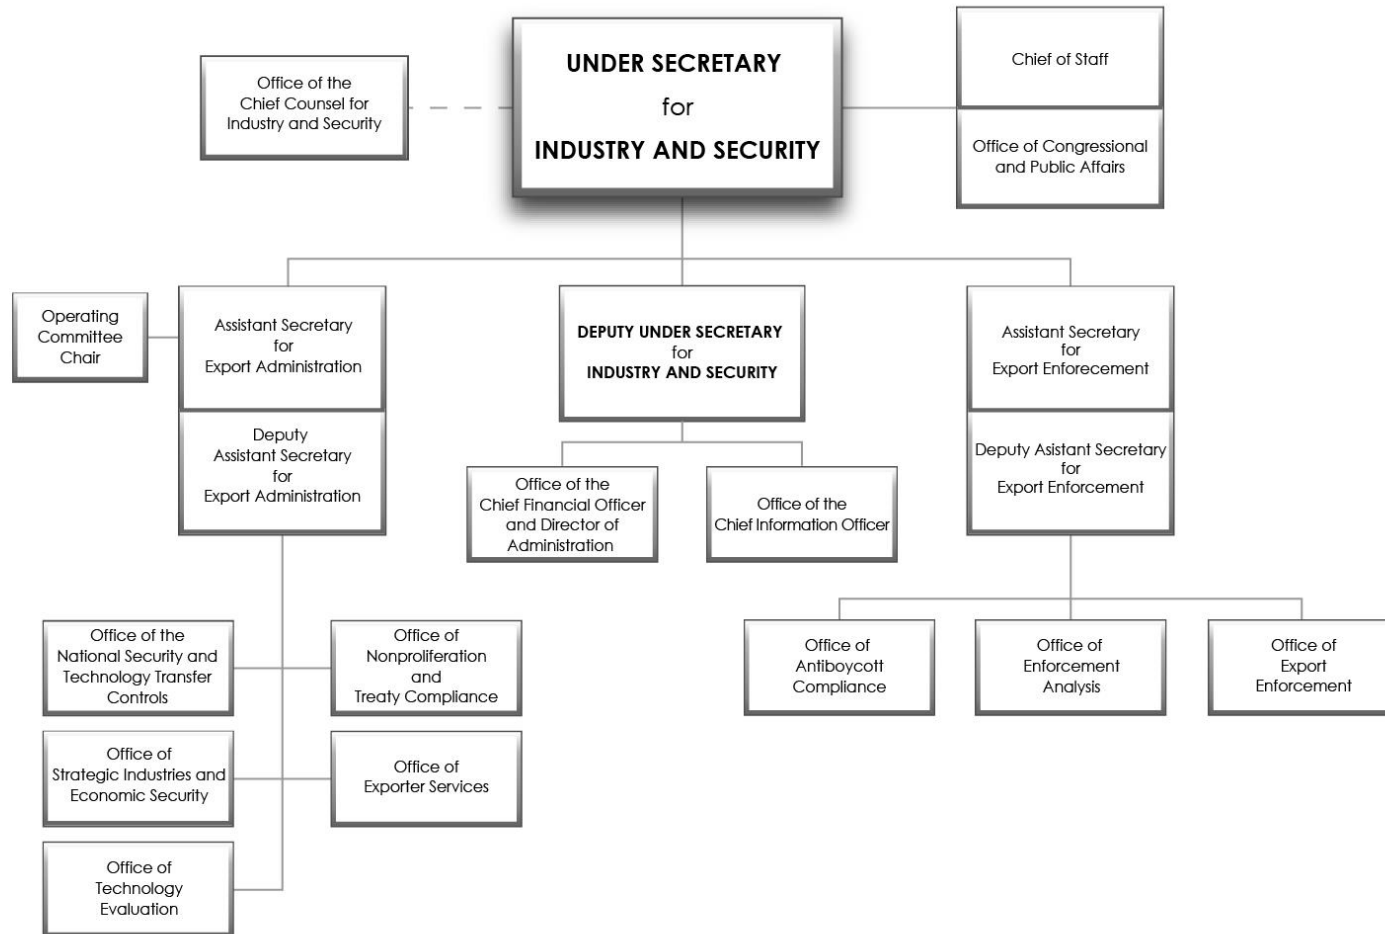 UNDER SECRETARY
for
INDUSTRY AND SECURITY
Office of the
Chief Counsel for
Industry and Security
Chief of Staff
Office of Congressional
and Public Affairs
Operating
Committee
Chair
Assistant Secretary
for
Export Administration
Deputy
Assistant Secretary
for
Export Administration
DEPUTY UNDER SECRETARY
for
INDUSTRY AND SECURITY
Assistant Secretary
for
Export Enforecement
Deputy Asistant Secretary
for
Export Enforcement
Office of the
Chief Financial Officer
and Director of
Administration
Office of the
Chief Information Officer
Office of the
National Security and
Technology Transfer
Controls
Office of
Nonproliferation
and
Treaty Compliance
Office of
Strategic Industries and
Economic Security
Office of
Exporter Services
Office of
Technology
Evaluation
Office of
Antiboycott
Compliance
Office of
Enforcement
Analysis
Office of
Export
Enforcement